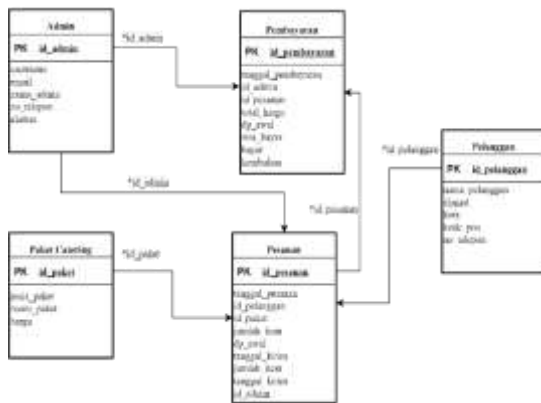 Admin
PK id_admin
username
email
nama_admin
no_telepon
alamat
*id_admin
Pembayaran
PK id_pembayaran
tanggal_pembayaran
id_admin
id_pesanan
total_harga
dp_awal
sisa_bayar
bayar
kembalian
*id_pelanggan
Pelanggan
PK id_pelanggan
nama_pelanggan
alamat
kota
kode_pos
no_telepon
*id_admin
*id_pesanan
Paket Catering
PK id_paket
jenis_paket
nama_paket
harga
*id_paket
Pesanan
PK id_pesanan
tanggal_pesanan
id_pelanggan
id_paket
jumlah_item
dp_awal
tanggal_kirim
jumlah_item
tanggal_kirim
id_admin